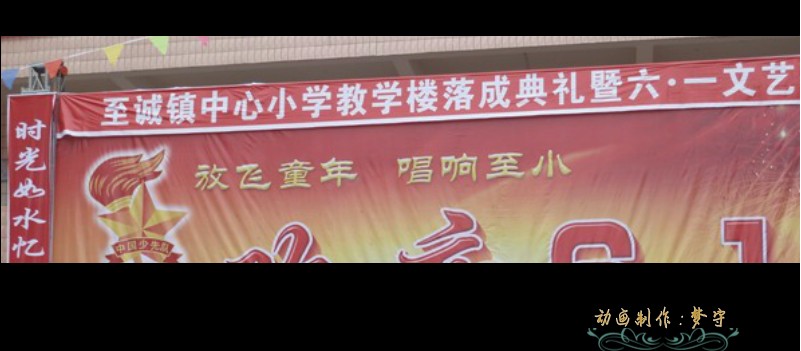 至诚镇中心小学教学楼落成典礼暨六·一文艺
时光如水忆
放飞童年 唱响至小
中国少先队
动画制作:梦宇